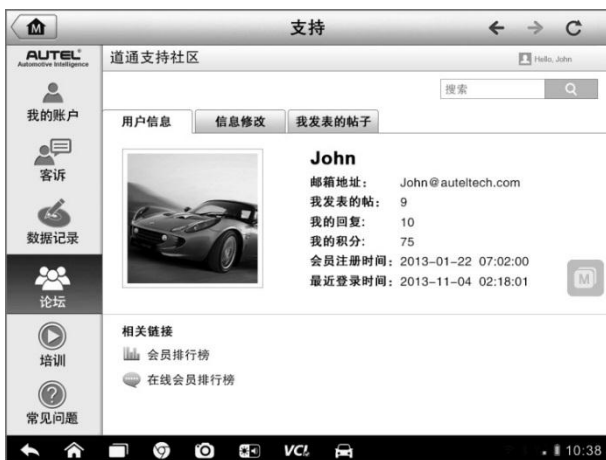 支持
AUTEL
Automotive Intelligence
道通支持社区
Hello, John
搜索
我的账户
客诉
数据记录
论坛
培训
常见问题
用户信息 信息修改 我发表的帖子
John
邮箱地址: John@auteltech.com
我发表的帖: 9
我的回复: 10
我的积分: 75
会员注册时间: 2013-01-22 07:02:00
最近登录时间: 2013-11-04 02:18:01
相关链接
会员排行榜
在线会员排行榜
VCI
10:38